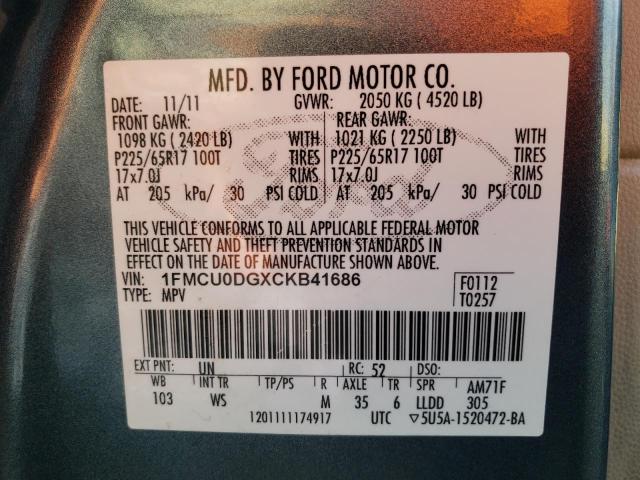 MFD. BY FORD MOTOR CO.
DATE: 11/11 GVWR: 2050 KG ( 4520 LB)
FRONT GAWR: REAR GAWR:
1098 KG ( 2420 LB) WITH 1021 KG ( 2250 LB) WITH
P225/65R17 100T TIRES P225/65R17 100T TIRES
17x7.0J RIMS 17x7.0J RIMS
AT 205 kPa/ 30 PSI COLD AT 205 kPa/ 30 PSI COLD
THIS VEHICLE CONFORMS TO ALL APPLICABLE FEDERAL MOTOR
VEHICLE SAFETY AND THEFT PREVENTION STANDARDS IN
EFFECT ON THE DATE OF MANUFACTURE SHOWN ABOVE.
VIN: 1FMCU0DGXCKB41686 F0112
TYPE: MPV T0257
EXT PNT: UN RC: 52 DSO:
WB INT TR TP/PS R AXLE TR SPR AM71F
103 WS M 35 6 LLDD 305
1201111174917 UTC ▽5U5A-1520472-BA
Ford